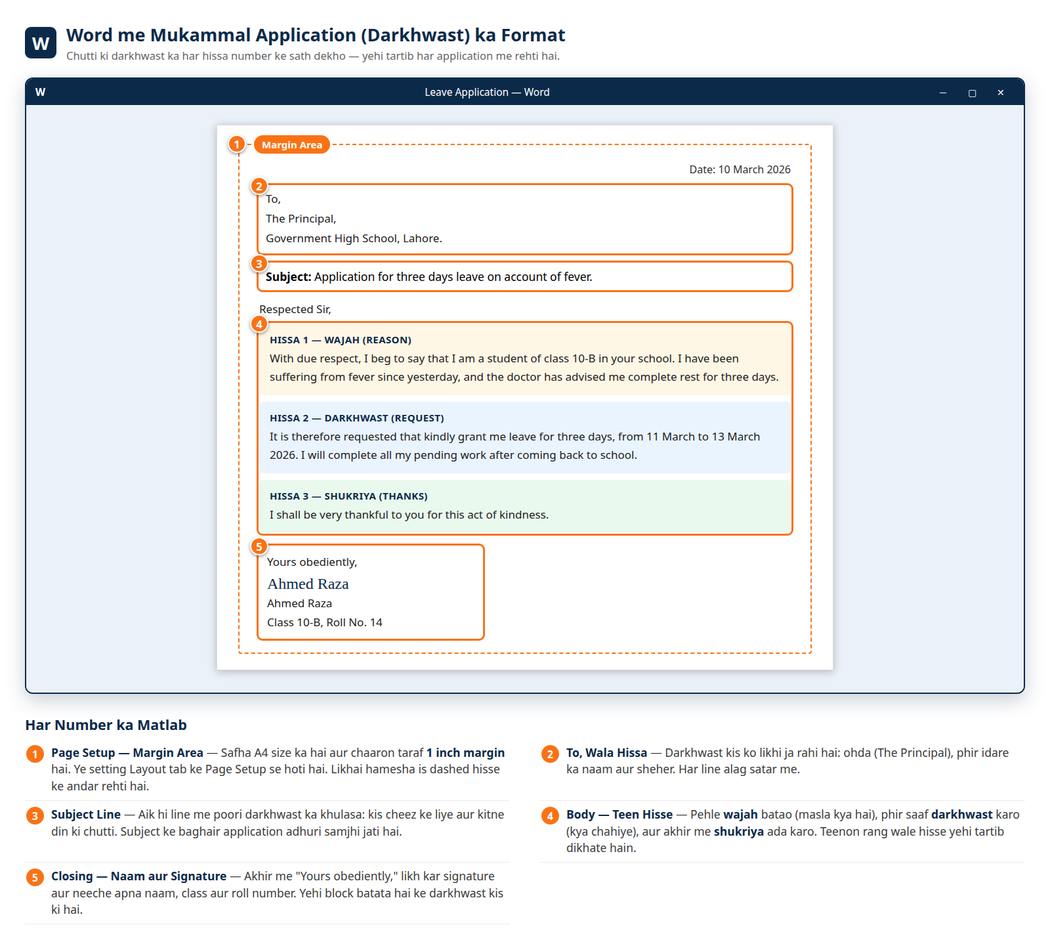 W
Word me Mukammal Application (Darkhwast) ka Format
Chutti ki darkhwast ka har hissa number ke sath dekho — yehi tartib har application me rehti hai.
W
Leave Application — Word
1
Margin Area
Date: 10 March 2026
2
To,
The Principal,
Government High School, Lahore.
3
Subject: Application for three days leave on account of fever.
Respected Sir,
4
HISSA 1 — WAJAH (REASON)
With due respect, I beg to say that I am a student of class 10-B in your school. I have been
suffering from fever since yesterday, and the doctor has advised me complete rest for three days.
HISSA 2 — DARKHWAST (REQUEST)
It is therefore requested that kindly grant me leave for three days, from 11 March to 13 March
2026. I will complete all my pending work after coming back to school.
HISSA 3 — SHUKRIYA (THANKS)
I shall be very thankful to you for this act of kindness.
5
Yours obediently,
Ahmed Raza
Ahmed Raza
Class 10-B, Roll No. 14
Har Number ka Matlab
1 Page Setup — Margin Area — Safha A4 size ka hai aur chaaron taraf 1 inch margin
hai. Ye setting Layout tab ke Page Setup se hoti hai. Likhai hamesha is dashed hisse
ke andar rehti hai.
2 To, Wala Hissa — Darkhwast kis ko likhi ja rahi hai: ohda (The Principal), phir idare
ka naam aur sheher. Har line alag satar me.
3 Subject Line — Aik hi line me poori darkhwast ka khulasa: kis cheez ke liye aur kitne
din ki chutti. Subject ke baghair application adhuri samjhi jati hai.
4 Body — Teen Hisse — Pehle wajah batao (masla kya hai), phir saaf darkhwast karo
(kya chahiye), aur akhir me shukriya ada karo. Teenon rang wale hisse yehi tartib
dikhate hain.
5 Closing — Naam aur Signature — Akhir me "Yours obediently," likh kar signature
aur neeche apna naam, class aur roll number. Yehi block batata hai ke darkhwast kis
ki hai.